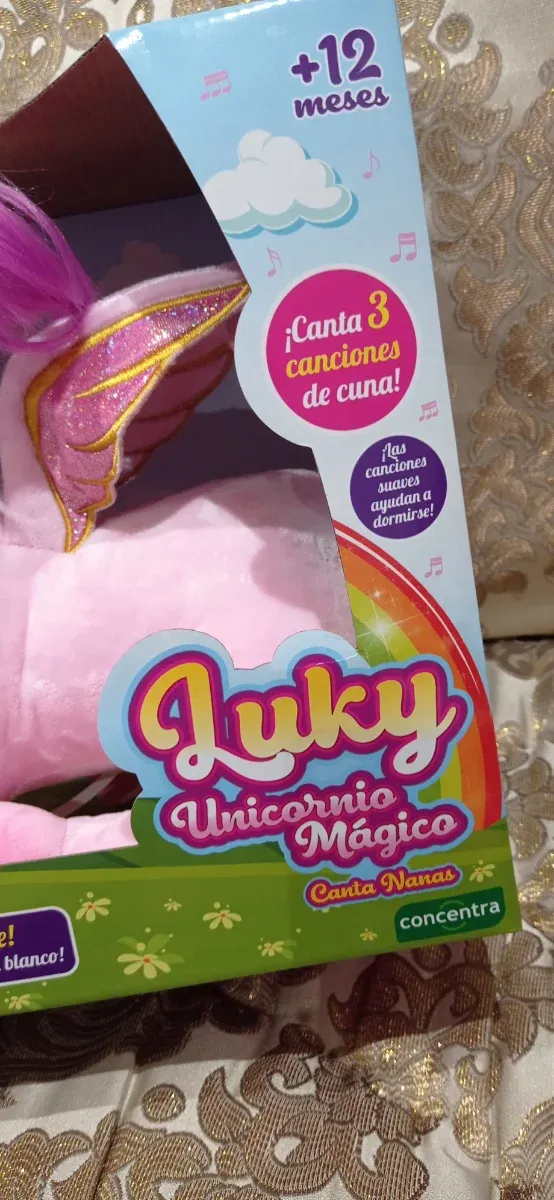 +12
meses
¡Canta 3
canciones
de cuna!
¡Las
canciones
suaves
ayudan a
dormirse!
Luky
Unicornio
Mágico
Canta Nanas
concentra
blanco!